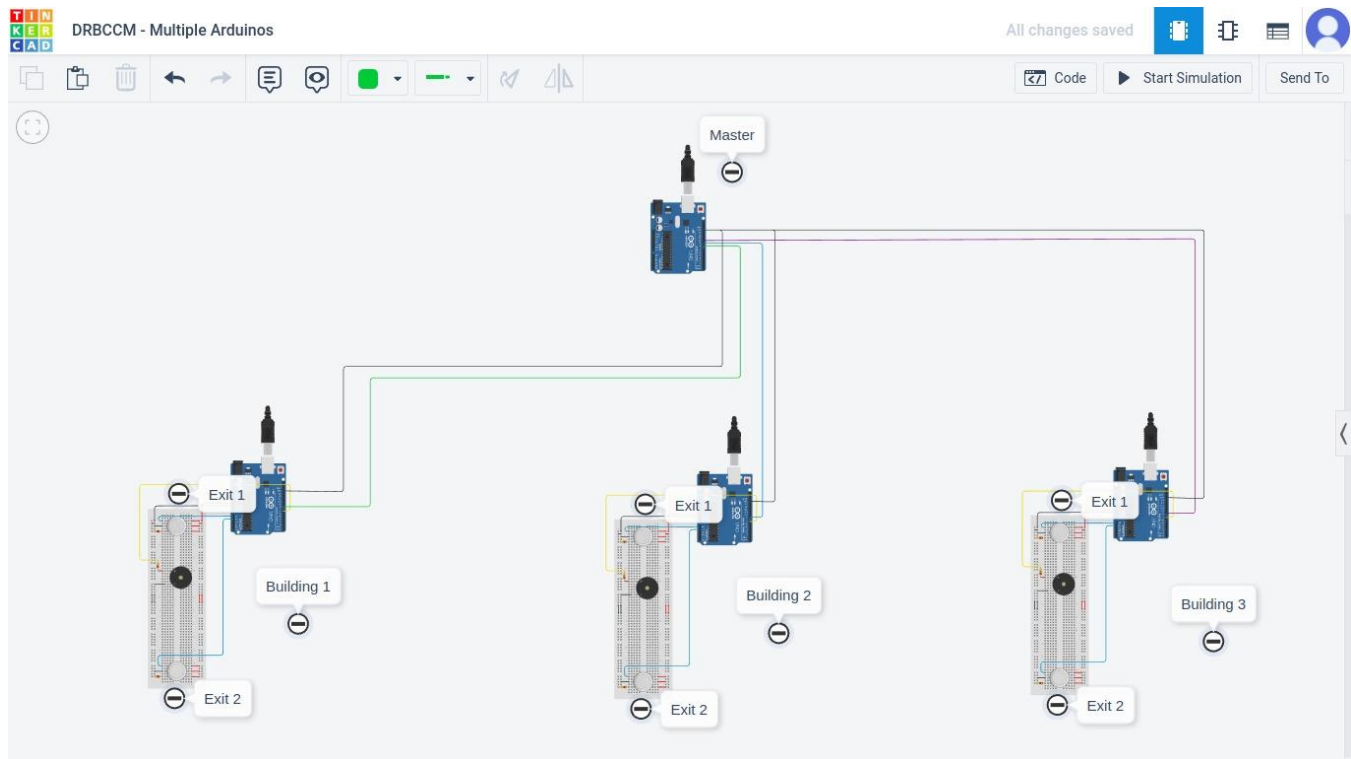 TIN
KER
CAD
DRBCCM - Multiple Arduinos
All changes saved
Code
Start Simulation
Send To
Master
Exit 1
Building 1
Exit 2
Exit 1
Building 2
Exit 2
Exit 1
Building 3
Exit 2